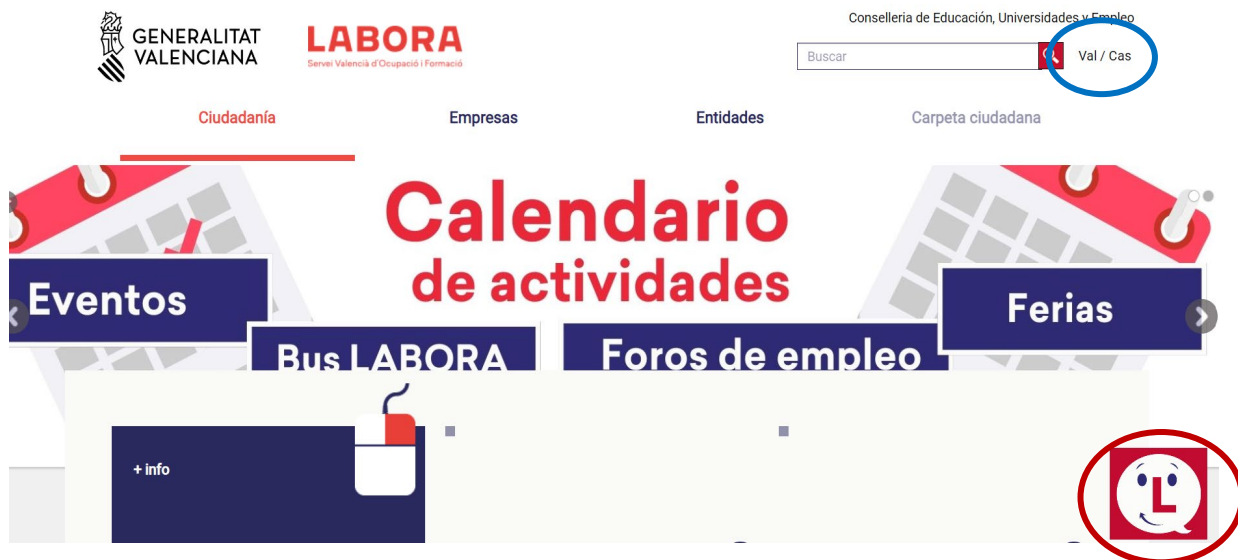 Conselleria de Educación, Universidades y Empleo
GENERALITAT
VALENCIANA
LABORA
Servei Valencià d'Ocupació i Formació
Buscar
Val / Cas
Ciudadanía
Empresas
Entidades
Carpeta ciudadana
Calendario
de actividades
Eventos
Ferias
Bus LABORA
Foros de empleo
+ info
L